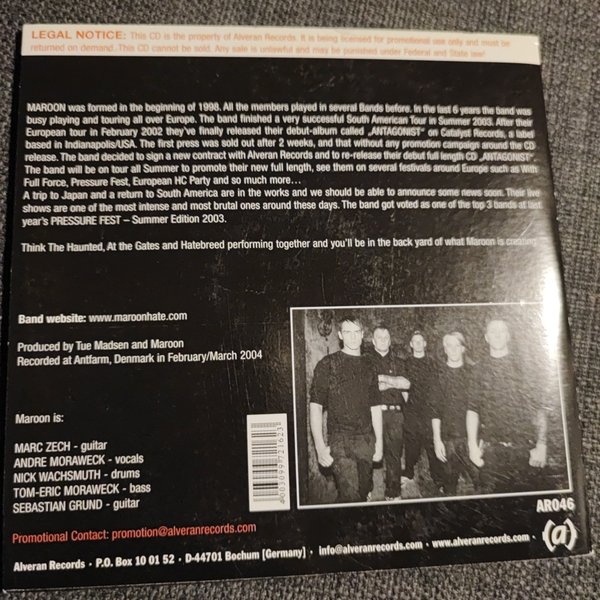 LEGAL NOTICE: This CD is the property of Alveran Records. It is being licensed for promotional use only and must be
returned on demand. This CD cannot be sold. Any sale is unlawful and may be punished under Federal and State law!
MAROON was formed in the beginning of 1998. All the members played in several Bands before. In the last 6 years the band was
busy playing and touring all over Europe. The band finished a very successful South American Tour in Summer 2003. After their
European tour in February 2002 they've finally released their debut-album called „ANTAGONIST" on Catalyst Records, a label
based in Indianapolis/USA. The first press was sold out after 2 weeks, and that without any promotion campaign around the CD
release. The band decided to sign a new contract with Alveran Records and to re-release their debut full length CD „ANTAGONIST".
The band will be on tour all Summer to promote their new full length, see them on several festivals around Europe such as With
Full Force, Pressure Fest, European HC Party and so much more...
A trip to Japan and a return to South America are in the works and we should be able to announce some news soon. Their live
shows are one of the most intense and most brutal ones around these days. The band got voted as one of the top 3 bands at last
year's PRESSURE FEST – Summer Edition 2003.
Think The Haunted, At the Gates and Hatebreed performing together and you'll be in the back yard of what Maroon is creating
Band website: www.maroonhate.com
Produced by Tue Madsen and Maroon
Recorded at Antfarm, Denmark in February/March 2004
Maroon is:
MARC ZECH - guitar
ANDRE MORAWECK - vocals
NICK WACHSMUTH - drums
TOM-ERIC MORAWECK - bass
SEBASTIAN GRUND - guitar
4003099721623
AR046
Promotional Contact: promotion@alveranrecords.com
Alveran Records · P.O. Box 10 01 52 · D-44701 Bochum [Germany] · info@alveranrecords.com · www.alveranrecords.com · (a)